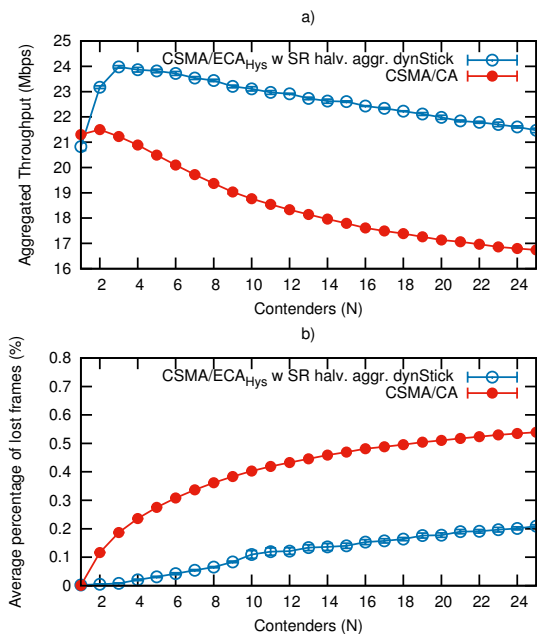 a)
Aggregated Throughput (Mbps)
25
24
23
22
21
20
19
18
17
16
CSMA/ECA_Hys w SR halv. aggr. dynStick
CSMA/CA
2 4 6 8 10 12 14 16 18 20 22 24
Contenders (N)
b)
Average percentage of lost frames (%)
0.8
0.7
0.6
0.5
0.4
0.3
0.2
0.1
0
CSMA/ECA_Hys w SR halv. aggr. dynStick
CSMA/CA
2 4 6 8 10 12 14 16 18 20 22 24
Contenders (N)